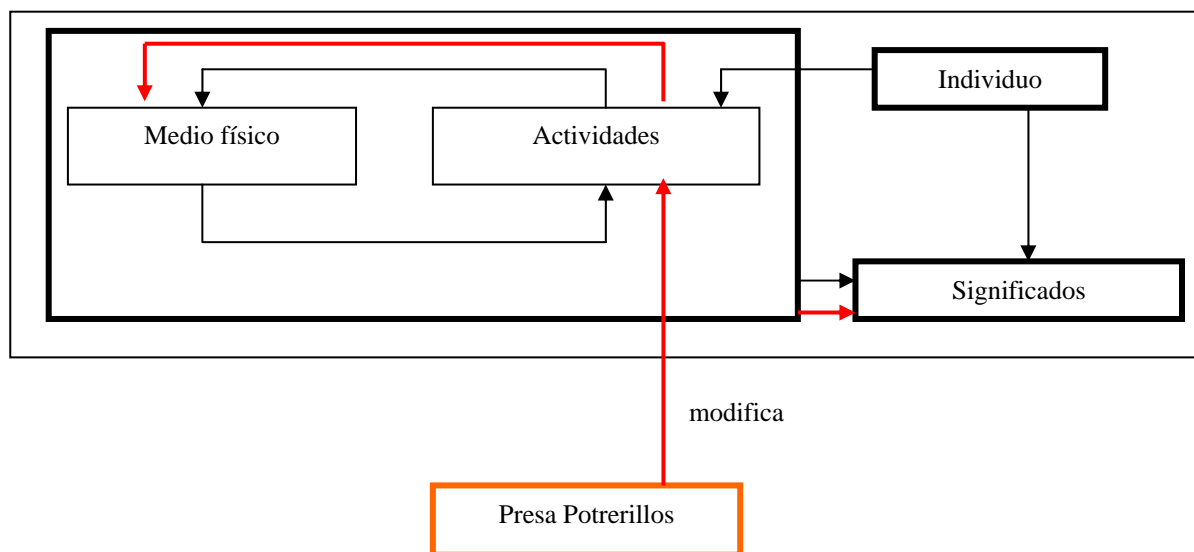 Individuo
Medio físico
Actividades
Significados
modifica
Presa Potrerillos